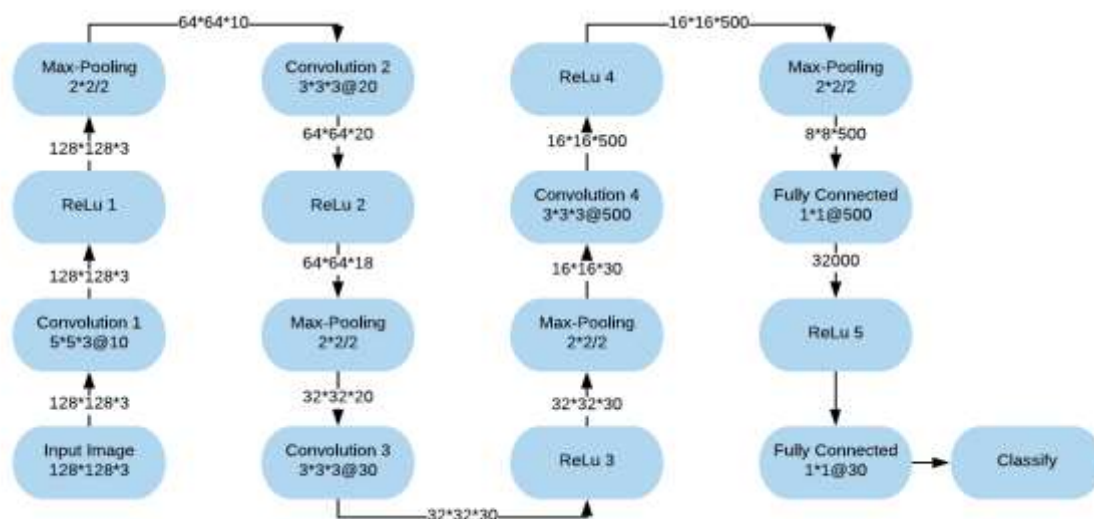 Input Image
128*128*3
128*128*3
Convolution 1
5*5*3@10
128*128*3
ReLu 1
128*128*3
Max-Pooling
2*2/2
64*64*10
Convolution 2
3*3*3@20
64*64*20
ReLu 2
64*64*18
Max-Pooling
2*2/2
32*32*20
Convolution 3
3*3*3@30
32*32*30
ReLu 3
32*32*30
Max-Pooling
2*2/2
16*16*30
Convolution 4
3*3*3@500
16*16*500
ReLu 4
16*16*500
Max-Pooling
2*2/2
8*8*500
Fully Connected
1*1@500
32000
ReLu 5
Fully Connected
1*1@30
Classify